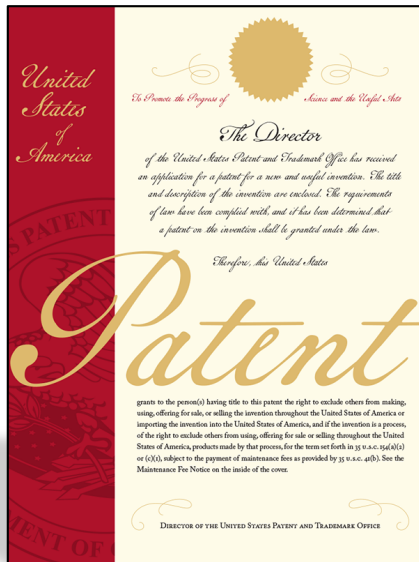 United
States
of
America
To Promote the Progress of Science and the Useful Arts
The Director
of the United States Patent and Trademark Office has received
an application for a patent for a new and useful invention. The title
and description of the invention are enclosed. The requirements
of law have been complied with, and it has been determined that
a patent on the invention shall be granted under the law.
Therefore, this United States
Patent
grants to the person(s) having title to this patent the right to exclude others from making,
using, offering for sale, or selling the invention throughout the United States of America or
importing the invention into the United States of America, and if the invention is a process,
of the right to exclude others from using, offering for sale or selling throughout the United
States of America, products made by that process, for the term set forth in 35 U.S.C. 154(a)(2)
or (c)(1), subject to the payment of maintenance fees as provided by 35 U.S.C. 41(b). See the
Maintenance Fee Notice on the inside of the cover.
Director of the United States Patent and Trademark Office
S PATENT
MENT OF